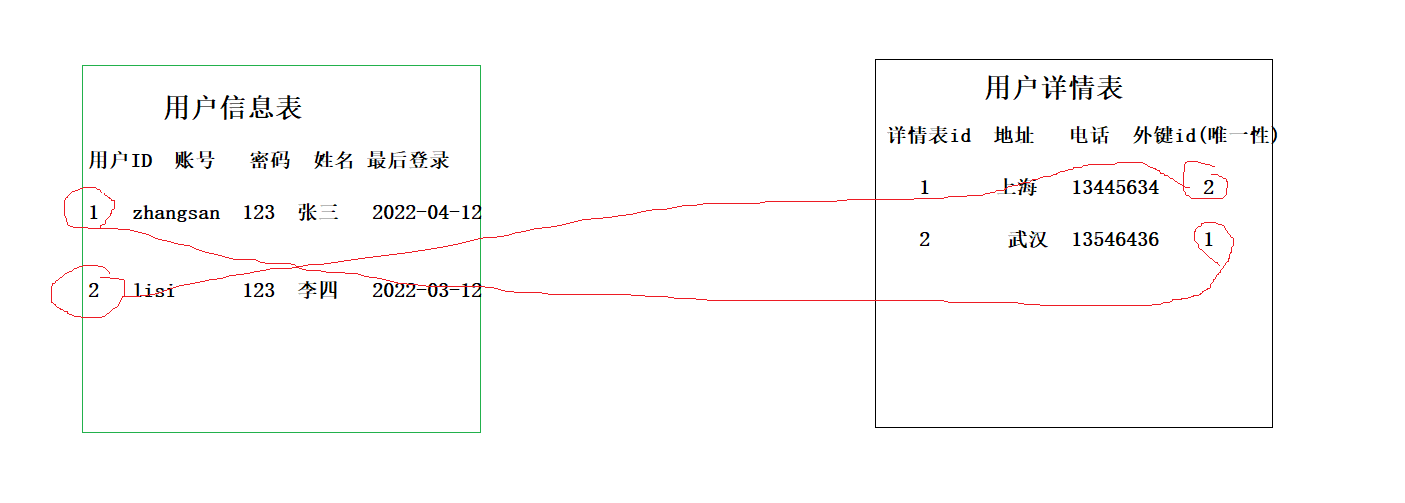 用户信息表
用户ID 账号 密码 姓名 最后登录
1 zhangsan 123 张三 2022-04-12
2 lisi 123 李四 2022-03-12
用户详情表
详情表id 地址 电话 外键id(唯一性)
1 上海 13445634 2
2 武汉 13546436 1